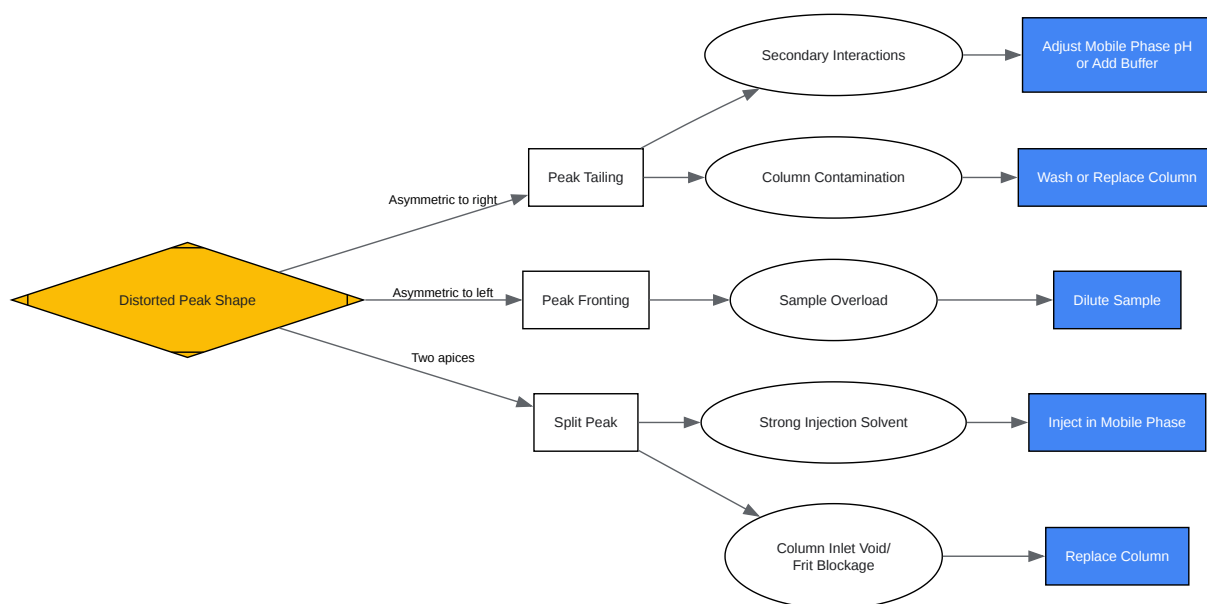 Secondary Interactions
Adjust Mobile Phase pH
or Add Buffer
Peak Tailing
Column Contamination
Wash or Replace Column
Asymmetric to right
Distorted Peak Shape
Asymmetric to left
Peak Fronting
Sample Overload
Dilute Sample
Two apices
Split Peak
Strong Injection Solvent
Inject in Mobile Phase
Column Inlet Void/
Frit Blockage
Replace Column